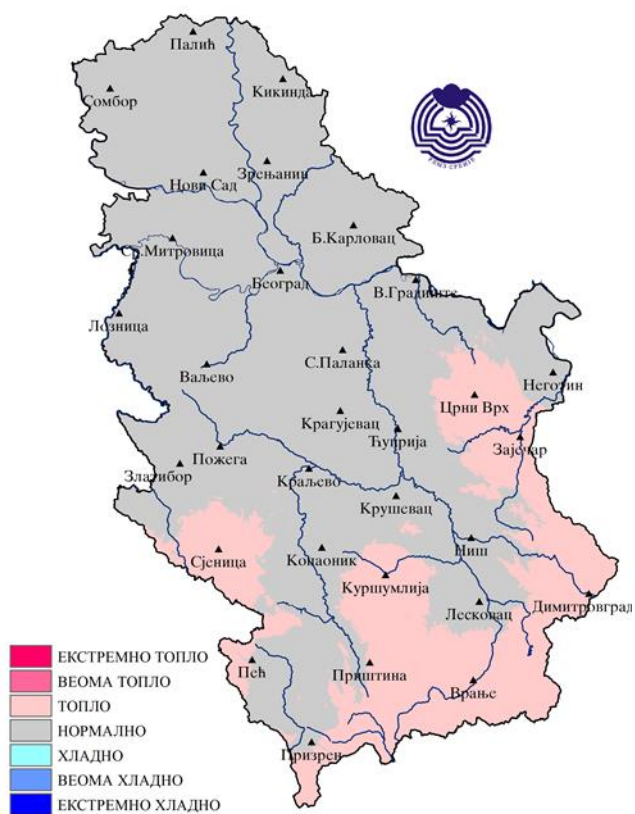 Палић
Кикинда
Сомбор
Зрењанин
Нови Сад
Б.Карловац
Ср.Митровица
Београд
В.Градиште
Лозница
С.Паланка
Ваљево
Неготин
Црни Врх
Крагујевац
Ћуприја
Зајечар
Пожега
Златибор
Краљево
Крушевац
Ниш
Сјеница
Копаоник
Куршумлија
Лесковац
Димитровград
Пећ
Приштина
Врање
Призрен
ЕКСТРЕМНО ТОПЛО
ВЕОМА ТОПЛО
ТОПЛО
НОРМАЛНО
ХЛАДНО
ВЕОМА ХЛАДНО
ЕКСТРЕМНО ХЛАДНО